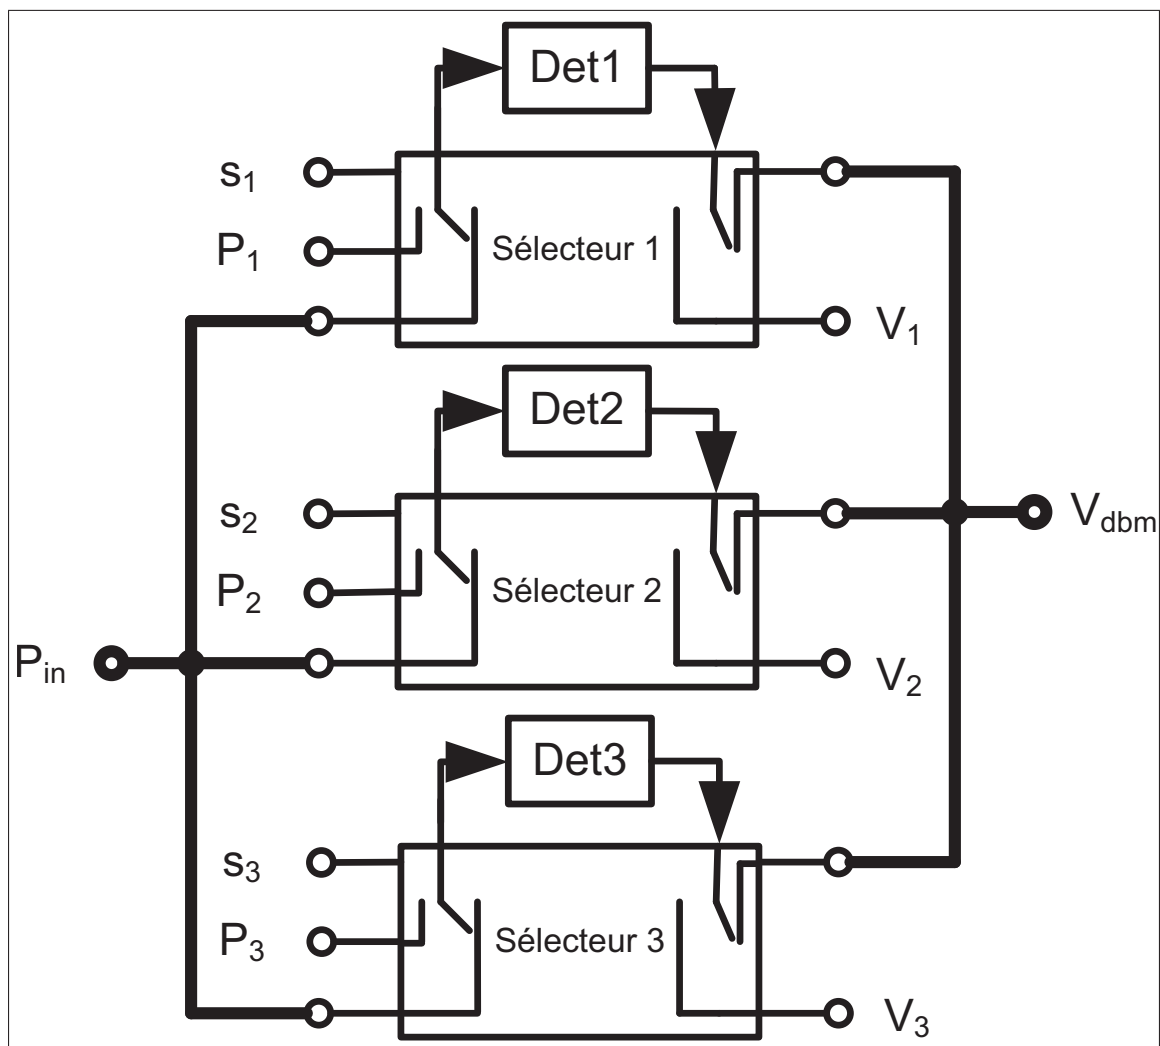 Det1
s1
P1
Sélecteur 1
V1
Det2
s2
P2
Sélecteur 2
Vdbm
Pin
V2
Det3
s3
P3
Sélecteur 3
V3